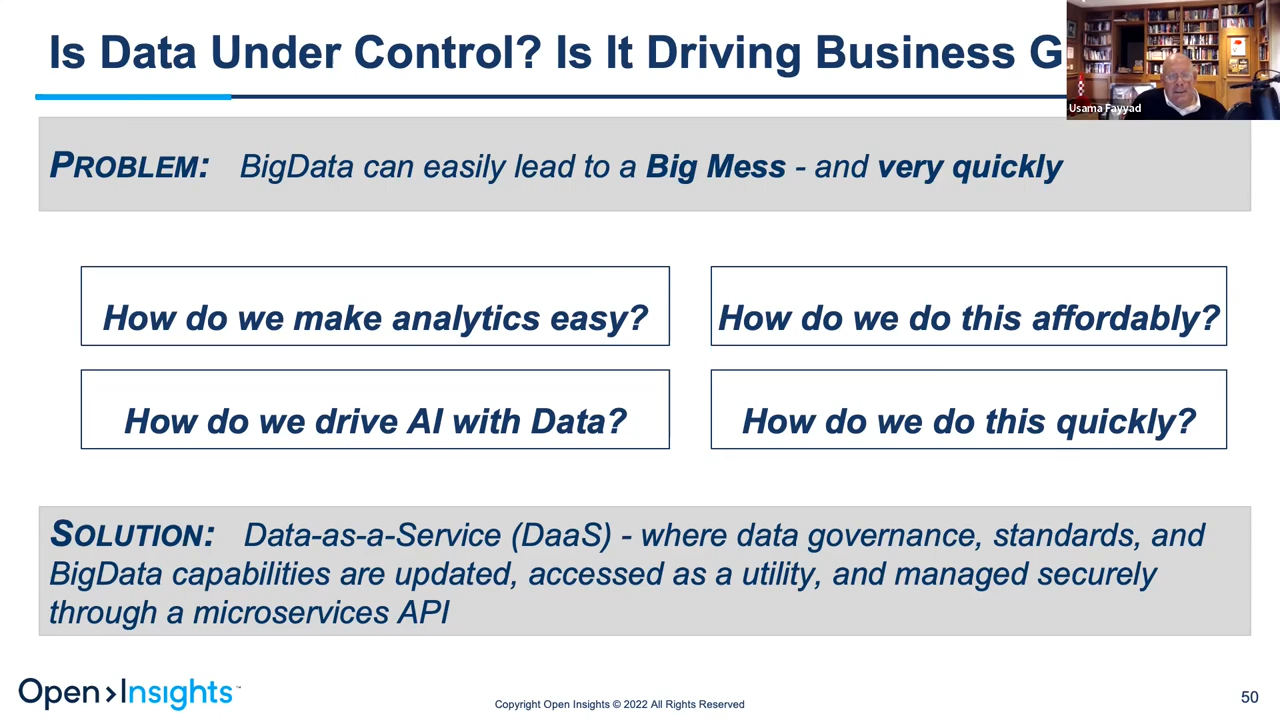 Is Data Under Control? Is It Driving Business G
Usama Fayyad
PROBLEM: BigData can easily lead to a Big Mess - and very quickly
How do we make analytics easy?
How do we do this affordably?
How do we drive AI with Data?
How do we do this quickly?
SOLUTION: Data-as-a-Service (DaaS) - where data governance, standards, and
BigData capabilities are updated, accessed as a utility, and managed securely
through a microservices API
Open Insights™
Copyright Open Insights © 2022 All Rights Reserved
50